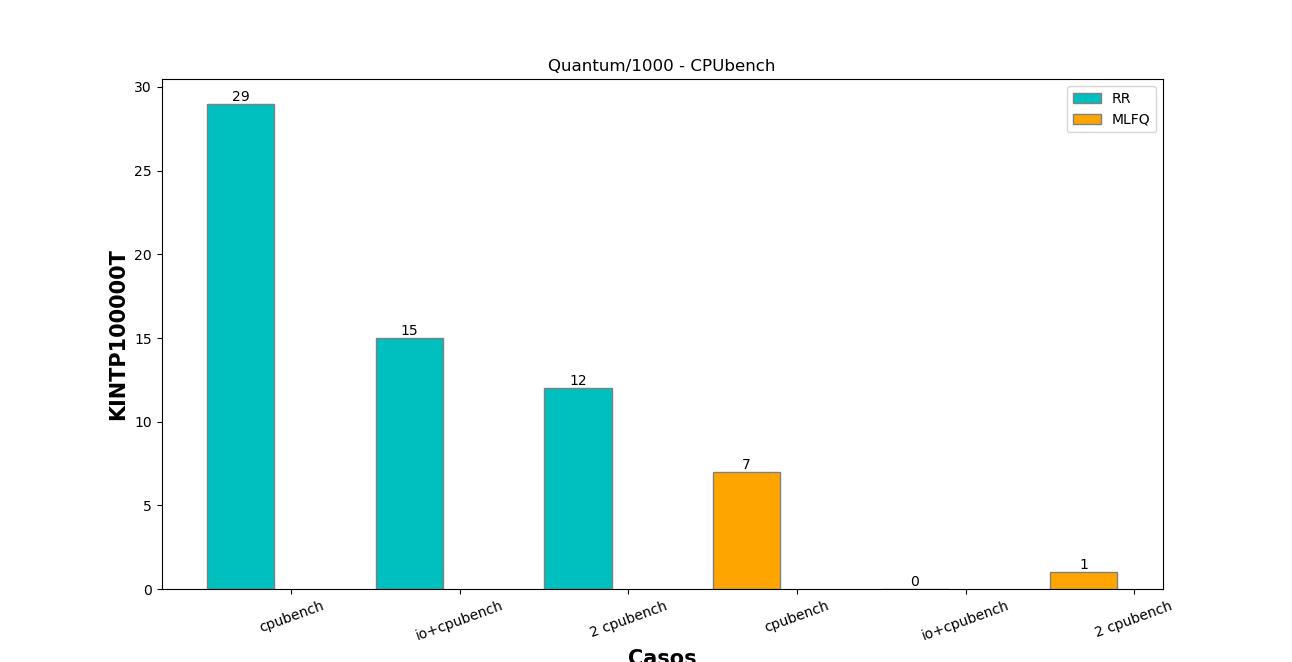 Quantum/1000 - CPUbench
RR
MLFQ
KINTP100000T
30
25
20
15
10
5
0
29
15
12
7
0
1
cpubench
io+cpubench
2 cpubench
cpubench
io+cpubench
2 cpubench
Casos